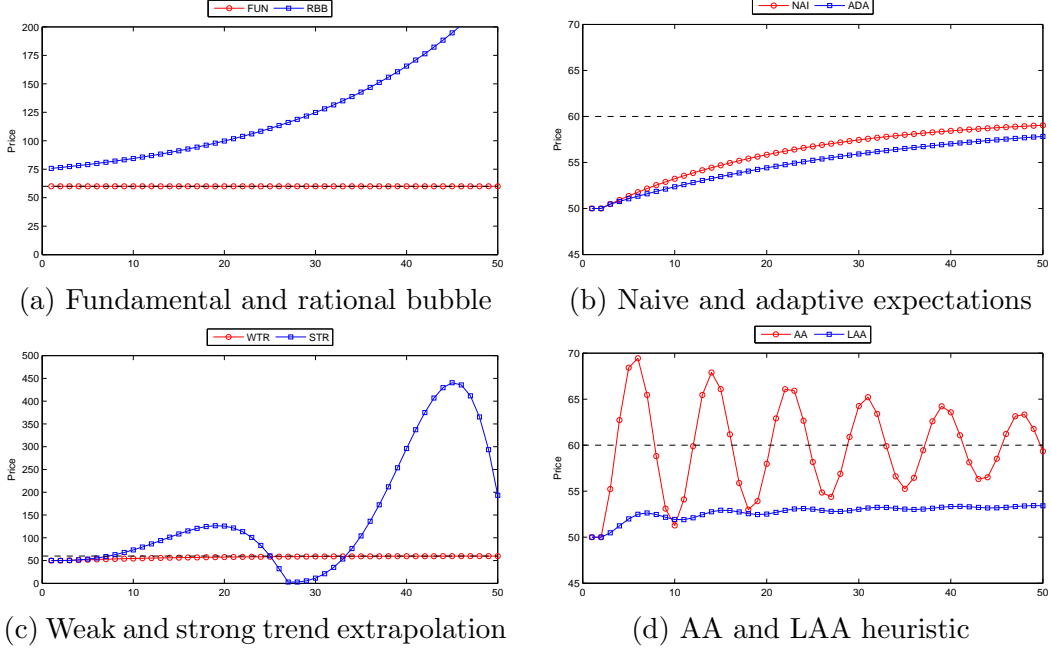 FUN RBB
Price
200
175
150
125
100
75
50
25
0
0 10 20 30 40 50
(a) Fundamental and rational bubble
NAI ADA
Price
70
65
60
55
50
45
0 10 20 30 40 50
(b) Naive and adaptive expectations
WTR STR
Price
500
450
400
350
300
250
200
150
100
50
0
0 10 20 30 40 50
(c) Weak and strong trend extrapolation
AA LAA
Price
70
65
60
55
50
45
0 10 20 30 40 50
(d) AA and LAA heuristic